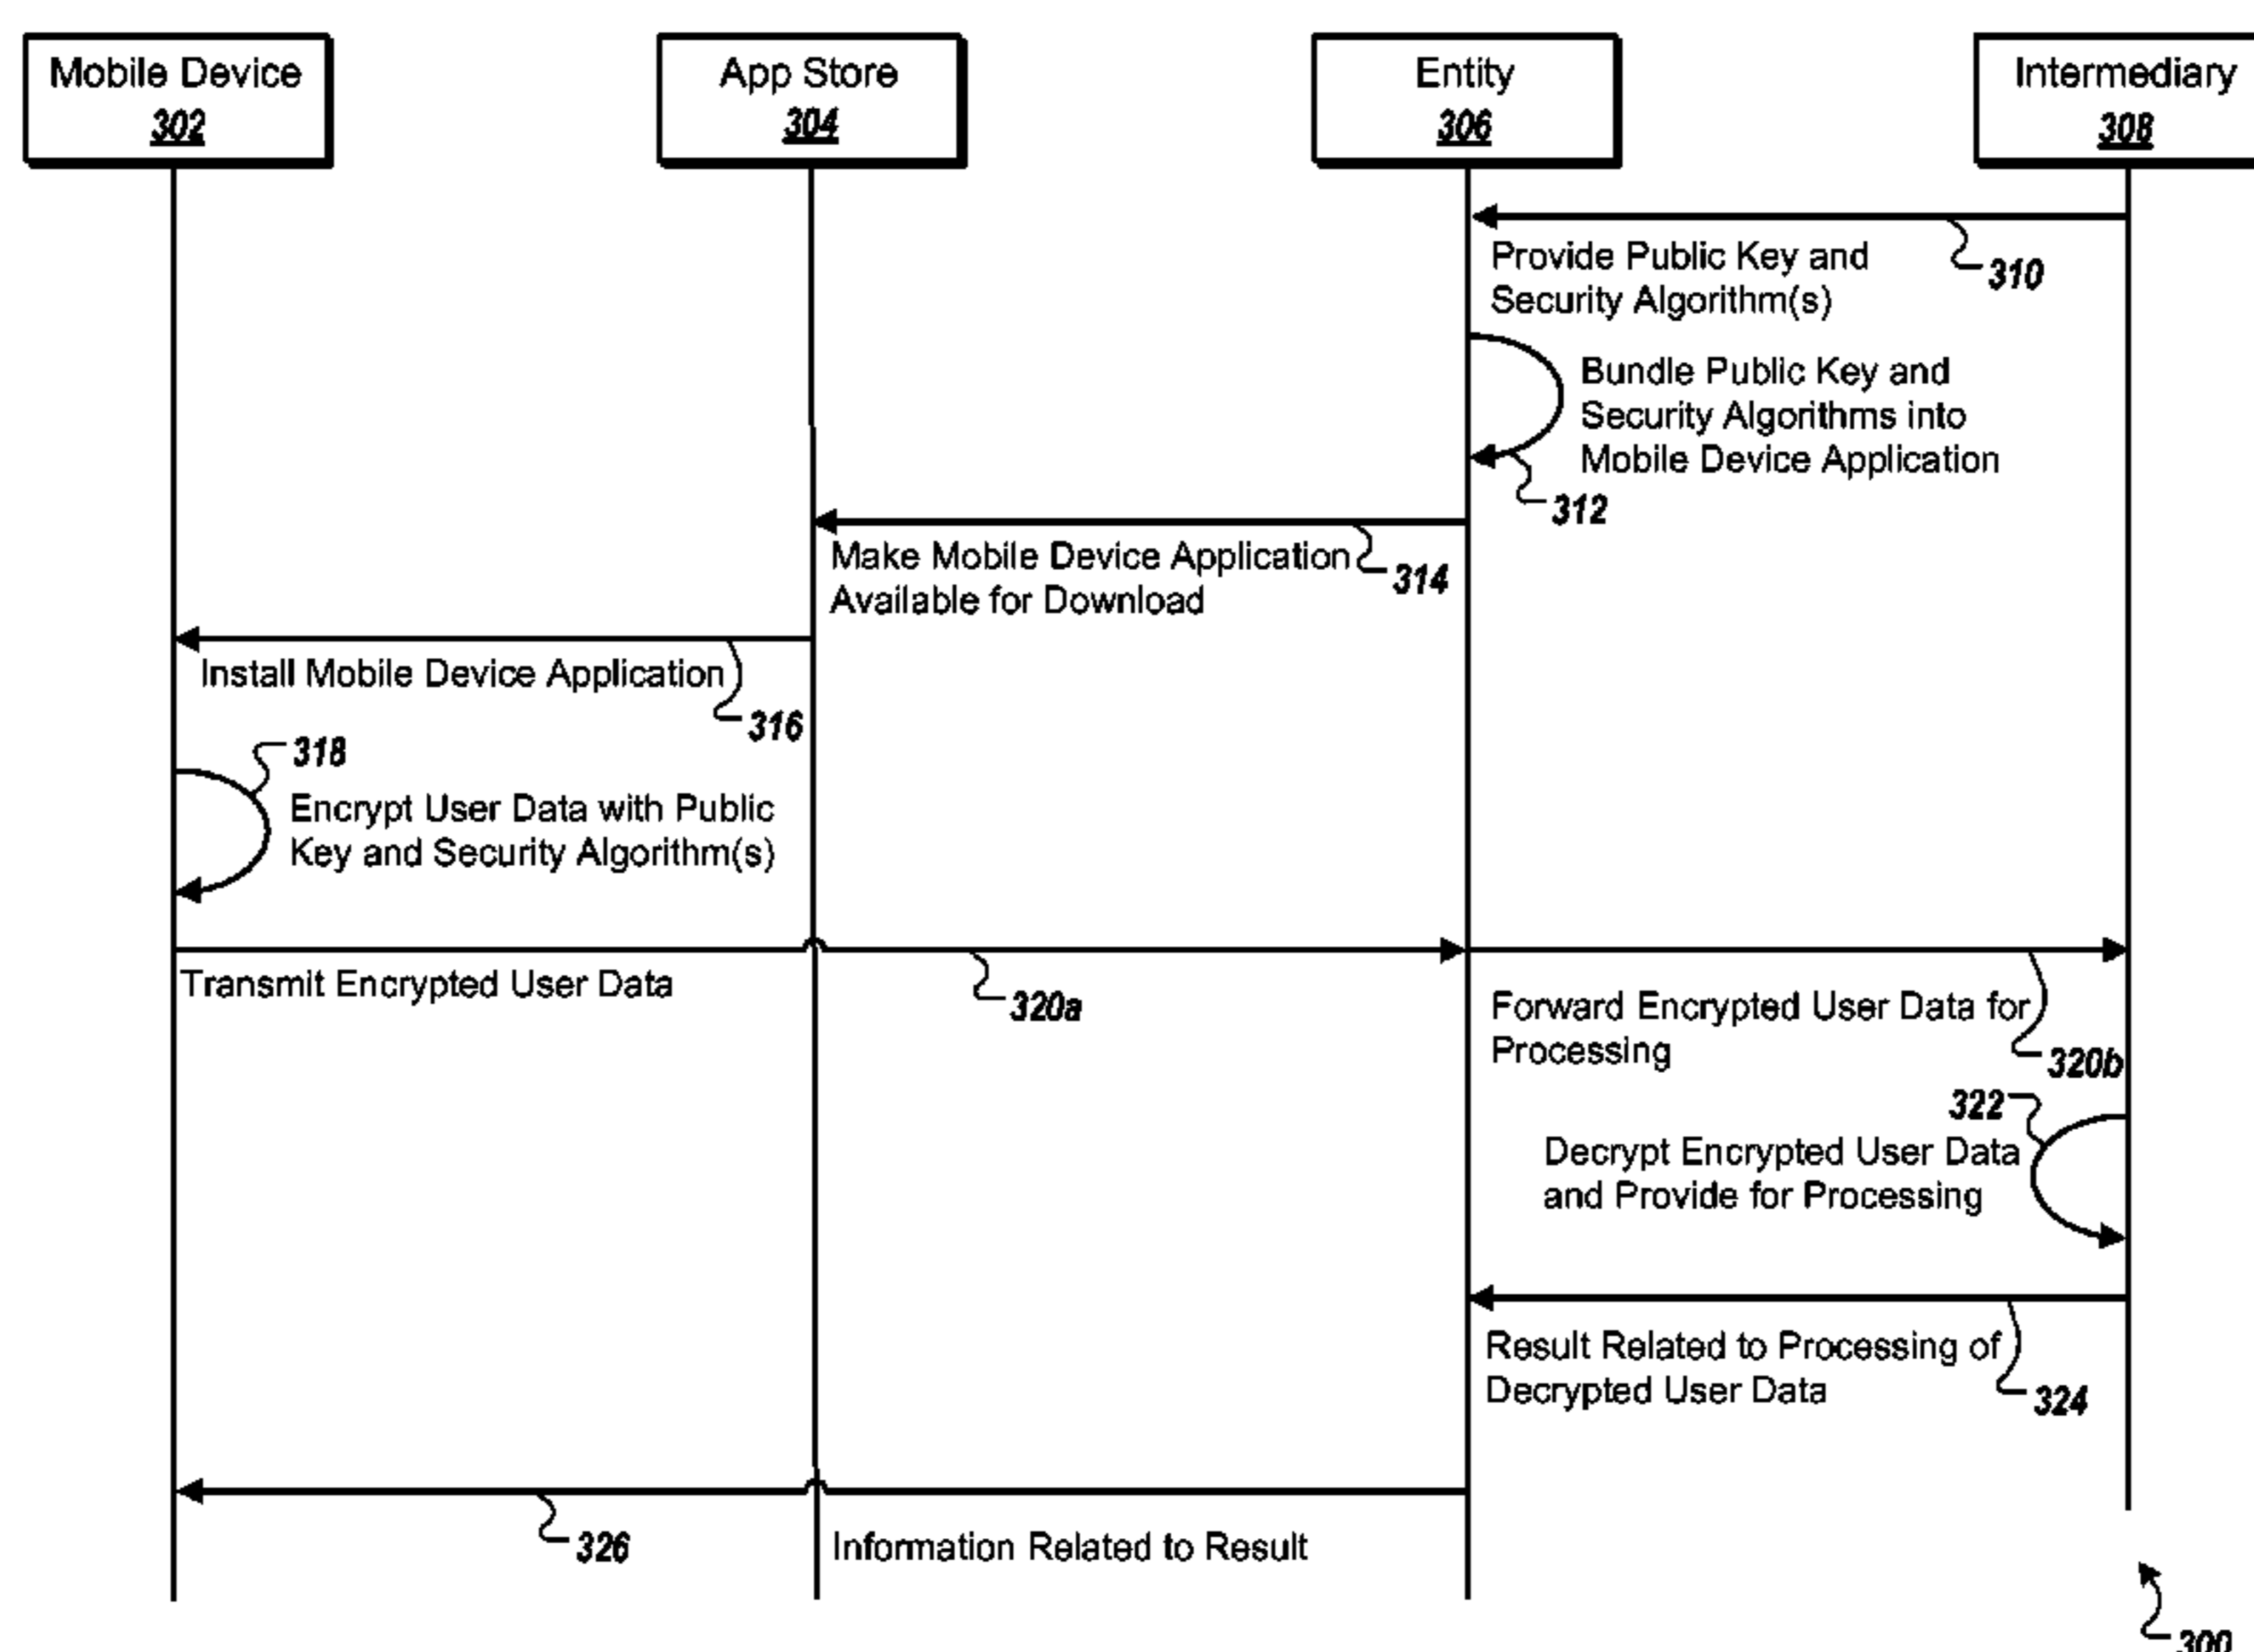 Mobile Device
302
App Store
304
Entity
306
Intermediary
308
Provide Public Key and
Security Algorithm(s)
310
Bundle Public Key and
Security Algorithms into
Mobile Device Application
312
Make Mobile Device Application
Available for Download
314
Install Mobile Device Application
316
318
Encrypt User Data with Public
Key and Security Algorithm(s)
Transmit Encrypted User Data
320a
Forward Encrypted User Data for
Processing
320b
322
Decrypt Encrypted User Data
and Provide for Processing
Result Related to Processing of
Decrypted User Data
324
326
Information Related to Result
300